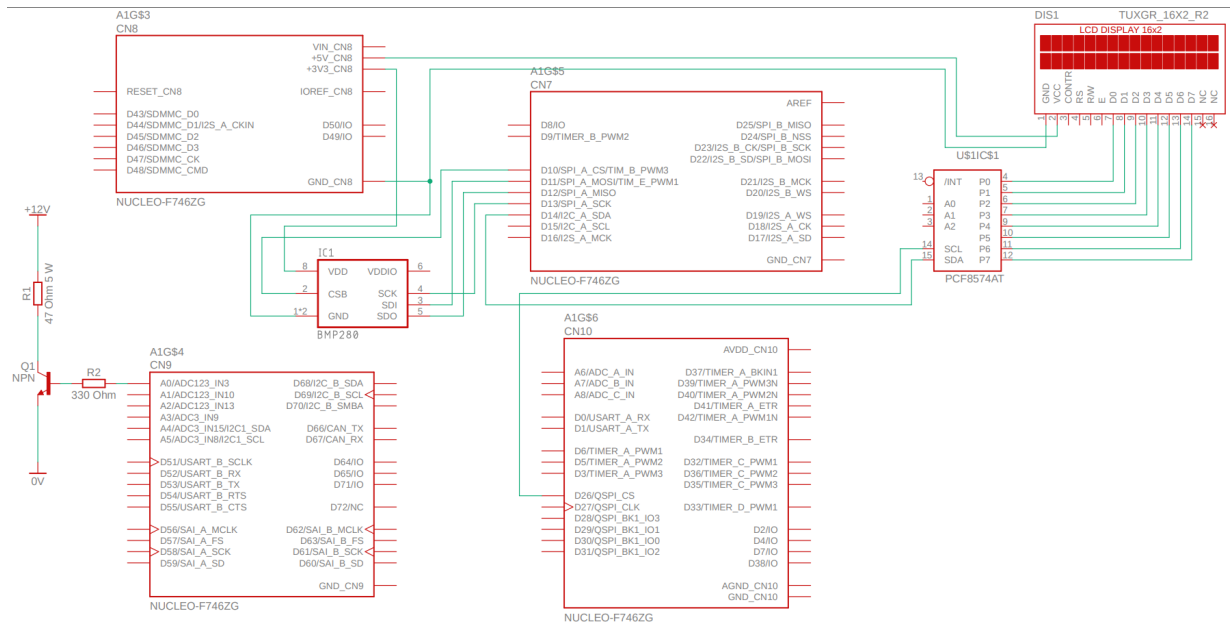 A1G$3
CN8
VIN_CN8
+5V_CN8
+3V3_CN8
RESET_CN8
IOREF_CN8
D43/SDMMC_D0
D44/SDMMC_D1/I2S_A_CKIN
D50/IO
D45/SDMMC_D2
D49/IO
D46/SDMMC_D3
D47/SDMMC_CK
D48/SDMMC_CMD
GND_CN8
NUCLEO-F746ZG
A1G$5
CN7
AREF
D8/IO
D25/SPI_B_MISO
D9/TIMER_B_PWM2
D24/SPI_B_NSS
D23/I2S_B_CK/SPI_B_SCK
D22/I2S_B_SD/SPI_B_MOSI
D10/SPI_A_CS/TIM_B_PWM3
D11/SPI_A_MOSI/TIM_E_PWM1
D21/I2S_B_MCK
D12/SPI_A_MISO
D20/I2S_B_WS
D13/SPI_A_SCK
D14/I2C_A_SDA
D19/I2S_A_WS
D15/I2C_A_SCL
D18/I2S_A_CK
D16/I2S_A_MCK
D17/I2S_A_SD
GND_CN7
NUCLEO-F746ZG
DIS1
TUXGR_16X2_R2
LCD DISPLAY 16x2
GND
VCC
CONTR
RS
R/W
E
D0
D1
D2
D3
D4
D5
D6
D7
NC
NC
1
2
3
4
5
6
7
8
9
10
11
12
13
14
15
16
U$1IC$1
13
/INT
P0
4
P1
5
1
A0
P2
6
2
A1
P3
7
3
A2
P4
9
P5
10
14
SCL
P6
11
15
SDA
P7
12
PCF8574AT
+12V
R1
47 Ohm 5 W
Q1
NPN
R2
330 Ohm
0V
IC1
8
VDD
VDDIO
6
2
CSB
SCK
4
SDI
3
1*2
GND
SDO
5
BMP280
A1G$4
CN9
A0/ADC123_IN3
D68/I2C_B_SDA
A1/ADC123_IN10
D69/I2C_B_SCL
A2/ADC123_IN13
D70/I2C_B_SMBA
A3/ADC3_IN9
A4/ADC3_IN15/I2C1_SDA
D66/CAN_TX
A5/ADC3_IN8/I2C1_SCL
D67/CAN_RX
D51/USART_B_SCLK
D64/IO
D52/USART_B_RX
D65/IO
D53/USART_B_TX
D71/IO
D54/USART_B_RTS
D55/USART_B_CTS
D72/NC
D56/SAI_A_MCLK
D62/SAI_B_MCLK
D57/SAI_A_FS
D63/SAI_B_FS
D58/SAI_A_SCK
D61/SAI_B_SCK
D59/SAI_A_SD
D60/SAI_B_SD
GND_CN9
NUCLEO-F746ZG
A1G$6
CN10
AVDD_CN10
A6/ADC_A_IN
D37/TIMER_A_BKIN1
A7/ADC_B_IN
D39/TIMER_A_PWM3N
A8/ADC_C_IN
D40/TIMER_A_PWM2N
D41/TIMER_A_ETR
D0/USART_A_RX
D42/TIMER_A_PWM1N
D1/USART_A_TX
D34/TIMER_B_ETR
D6/TIMER_A_PWM1
D5/TIMER_A_PWM2
D32/TIMER_C_PWM1
D3/TIMER_A_PWM3
D36/TIMER_C_PWM2
D35/TIMER_C_PWM3
D26/QSPI_CS
D27/QSPI_CLK
D33/TIMER_D_PWM1
D28/QSPI_BK1_IO3
D29/QSPI_BK1_IO1
D2/IO
D30/QSPI_BK1_IO0
D4/IO
D31/QSPI_BK1_IO2
D7/IO
D38/IO
AGND_CN10
GND_CN10
NUCLEO-F746ZG